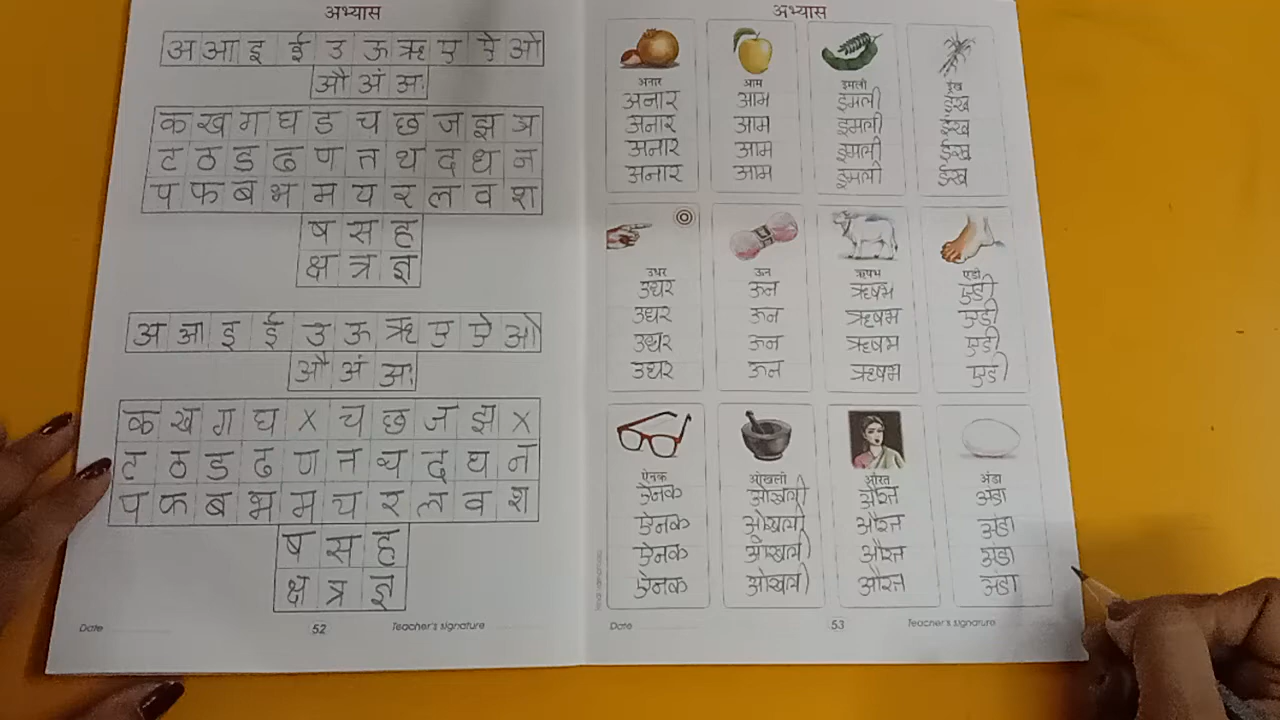 अभ्यास
अ आ इ ई उ ऊ ऋ ए ऐ ओ
औ अं अः
क ख ग घ ड च छ ज झ ञ
ट ठ ड ढ ण त थ द ध न
प फ ब भ म य र ल व श
ष स ह
क्ष त्र ज्ञ
अ आ इ ई उ ऊ ऋ ए ऐ ओ
औ अं अः
क ख ग घ X च छ ज झ X
ट ठ ड ढ ण त थ द ध न
प फ ब भ म य र ल व श
ष स ह
क्ष त्र ज्ञ
Date
52
Teacher's signature
अभ्यास
अनार
अनार
अनार
अनार
अनार
आम
आम
आम
आम
आम
इमली
इमली
इमली
इमली
इमली
ईख
ईख
ईख
ईख
ईख
उधर
उधर
उधर
उधर
उधर
ऊन
ऊन
ऊन
ऊन
ऊन
ऋषभ
ऋषभ
ऋषभ
ऋषभ
ऋषभ
एडी
एडी
एडी
एडी
एडी
ऐनक
ऐनक
ऐनक
ऐनक
ऐनक
ओखली
ओखली
ओखली
ओखली
ओखली
औरत
औरत
औरत
औरत
औरत
अंडा
अंडा
अंडा
अंडा
अंडा
Date
53
Teacher's signature